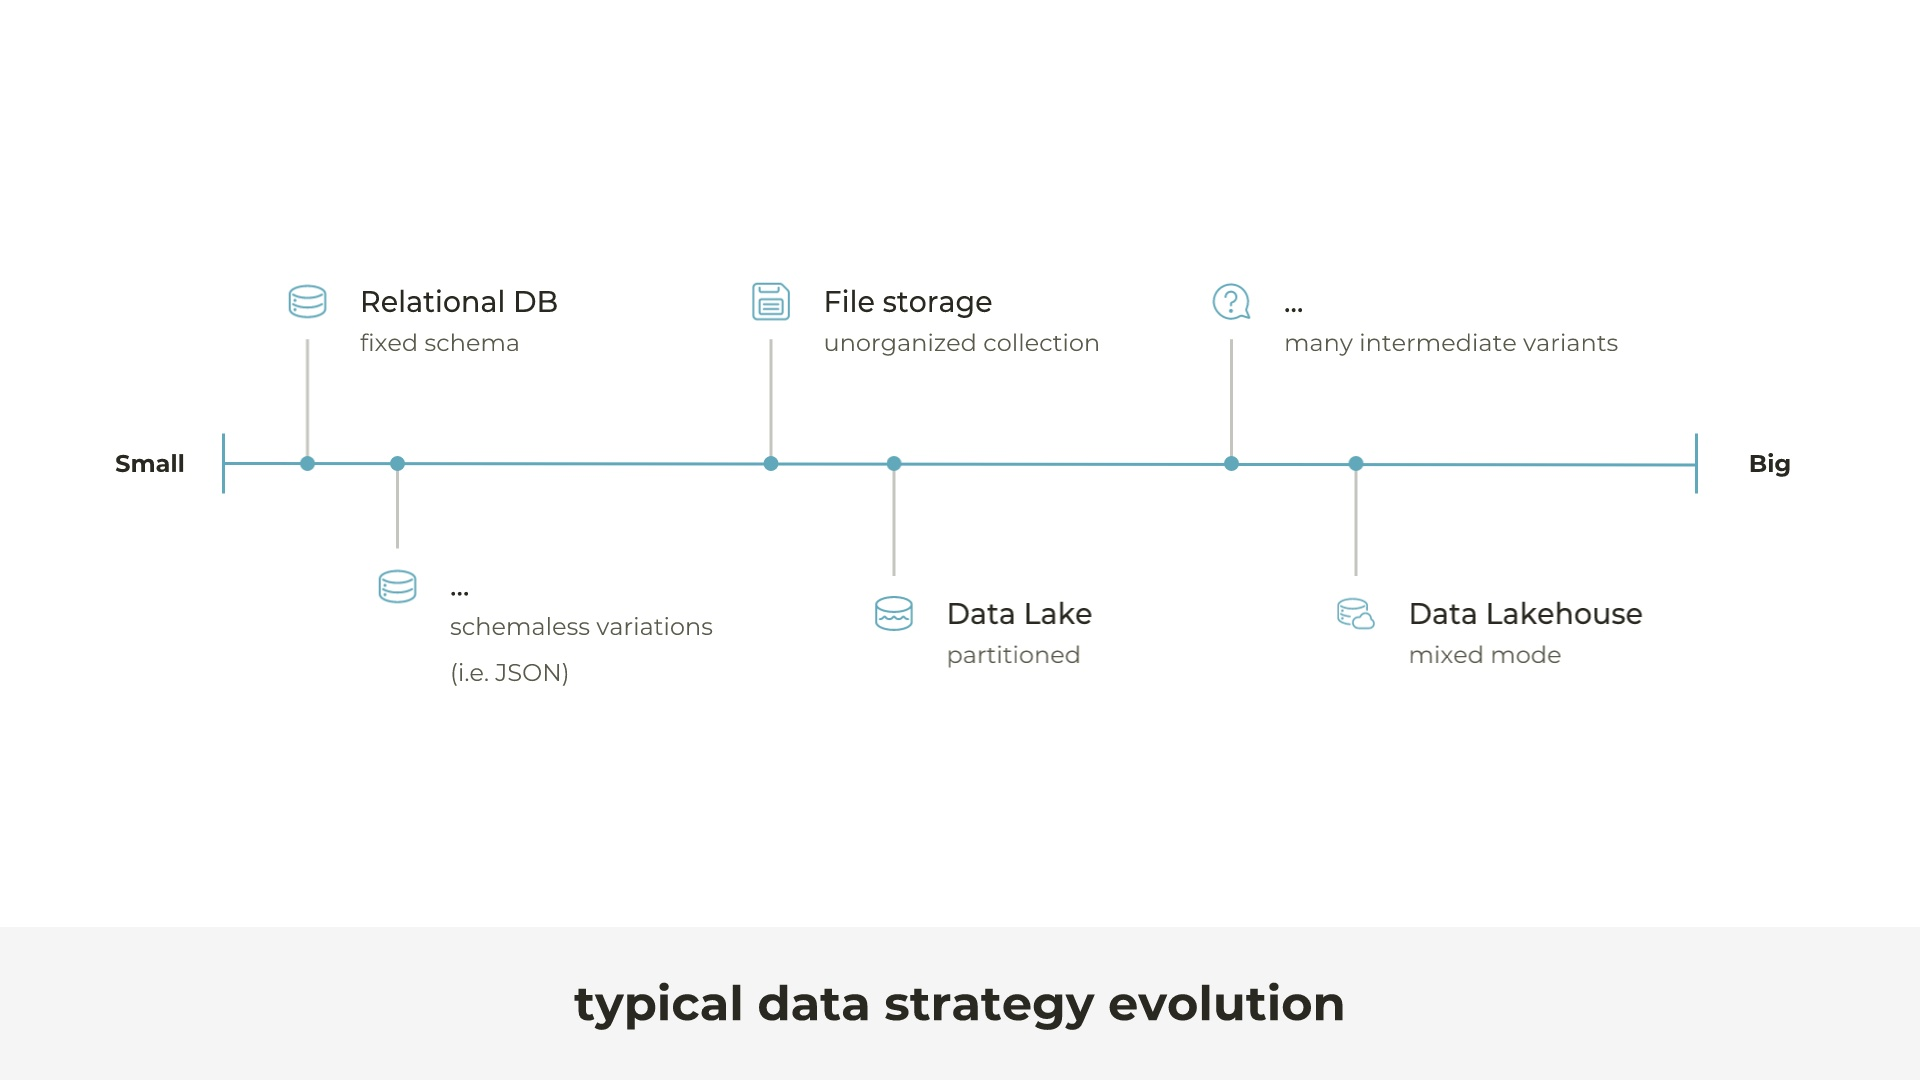 Relational DB
fixed schema
File storage
unorganized collection
...
many intermediate variants
Small
Big
...
schemaless variations
(i.e. JSON)
Data Lake
partitioned
Data Lakehouse
mixed mode
typical data strategy evolution